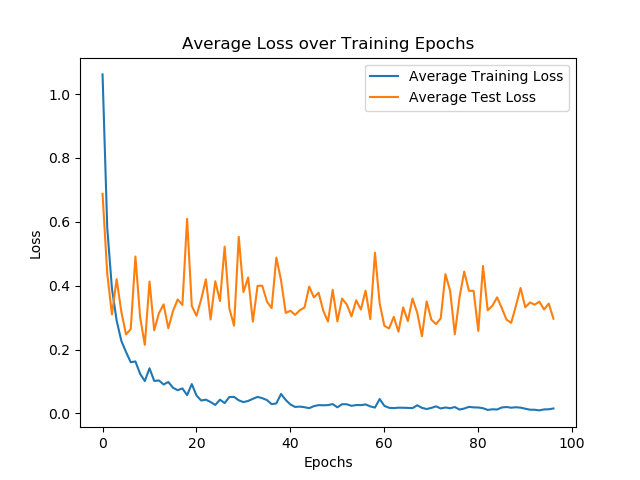 Average Loss over Training Epochs
Average Training Loss
Average Test Loss
Loss
1.0
0.8
0.6
0.4
0.2
0.0
0 20 40 60 80 100
Epochs